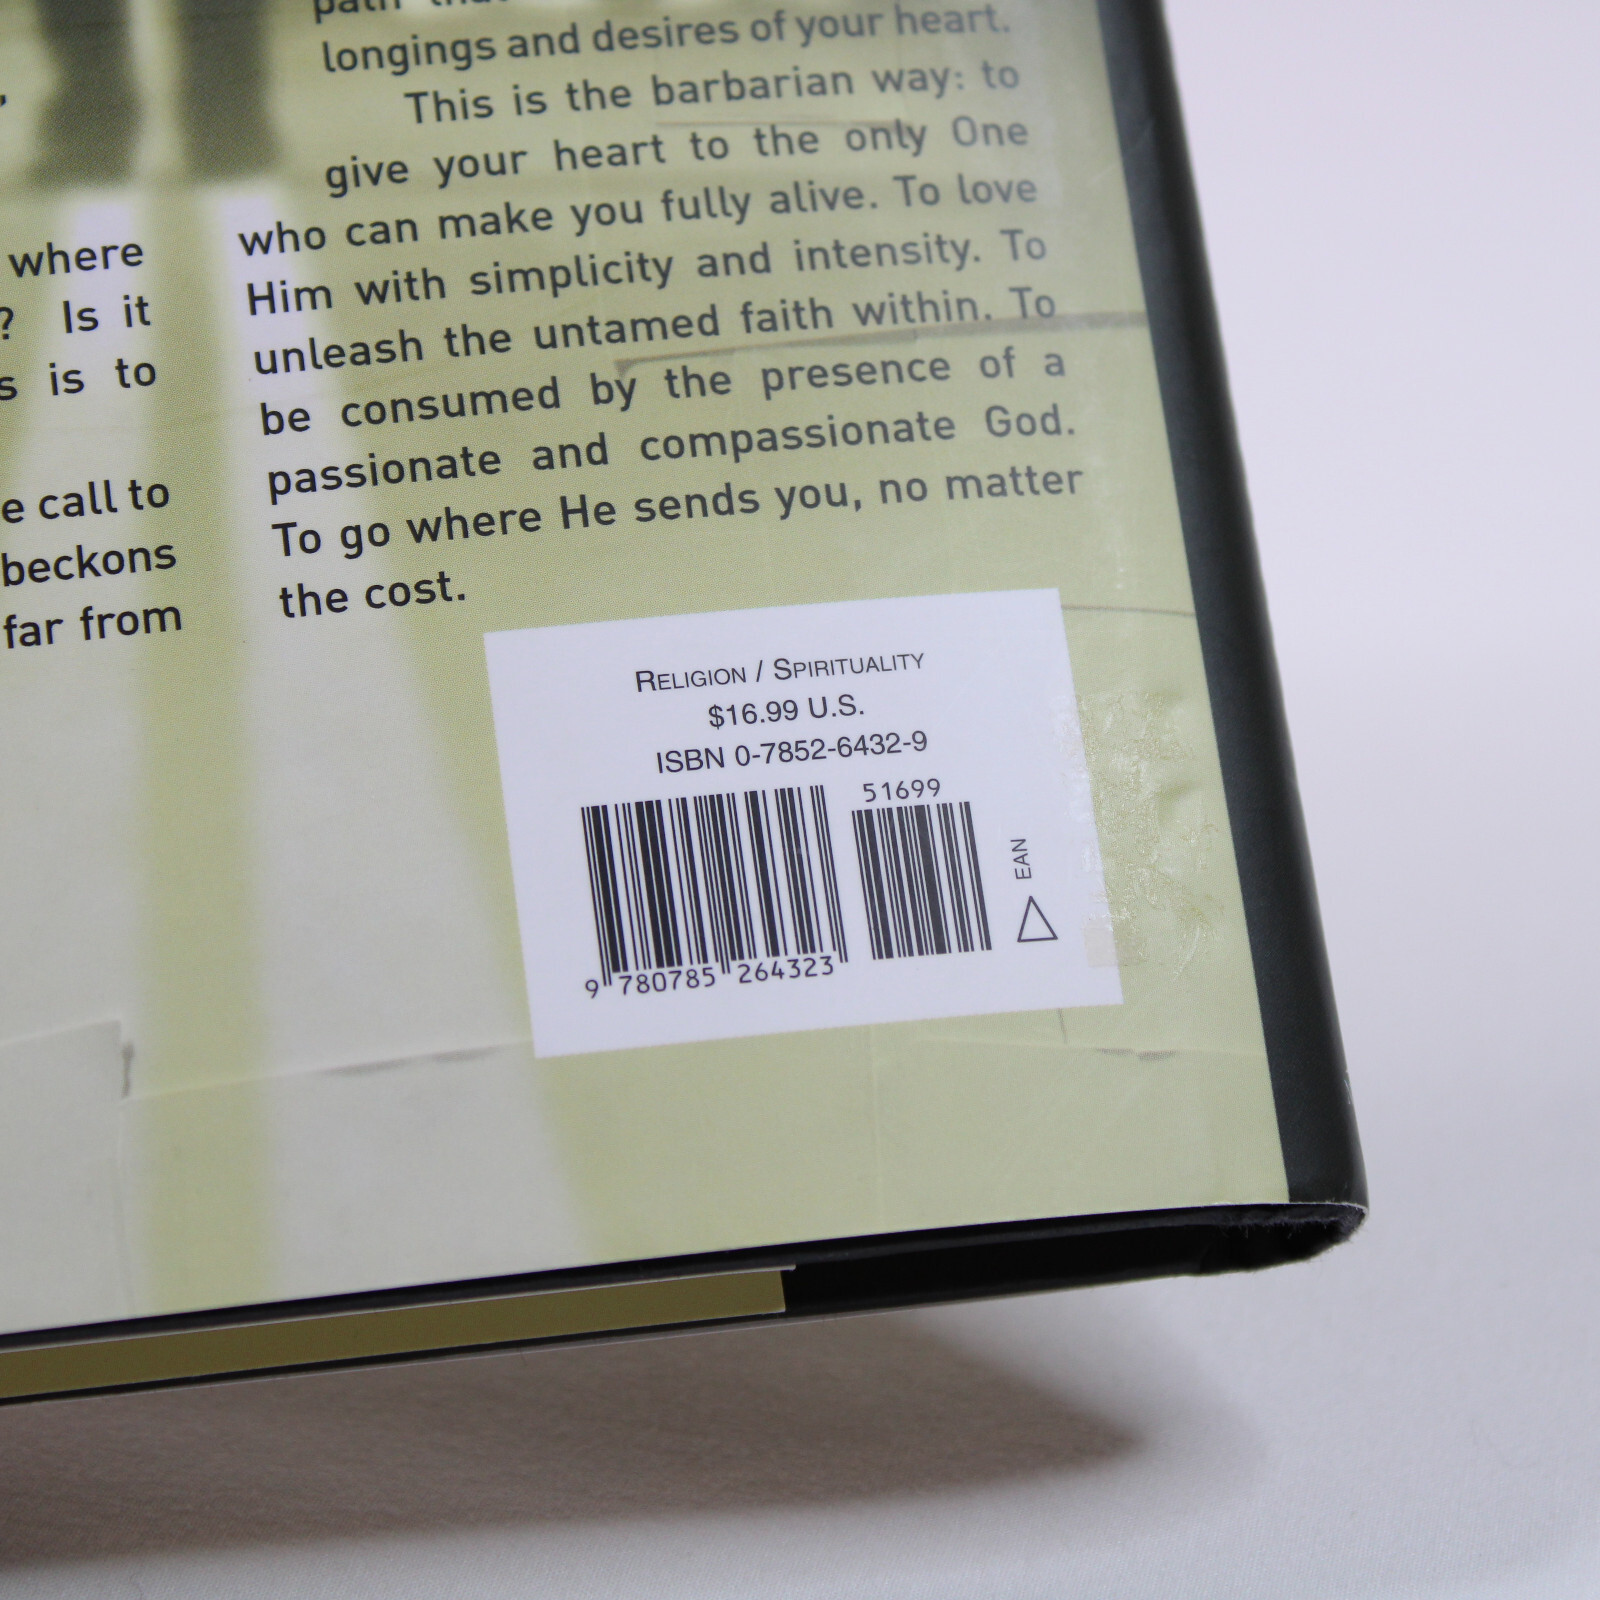 where
? Is it
s is to
e call to
beckons
far from
path
longings and desires of your heart.
This is the barbarian way: to
give your heart to the only One
who can make you fully alive. To love
Him with simplicity and intensity. To
unleash the untamed faith within. To
be consumed by the presence of a
passionate and compassionate God.
To go where He sends you, no matter
the cost.
RELIGION / SPIRITUALITY
$16.99 U.S.
ISBN 0-7852-6432-9
51699
9 780785 264323
EAN